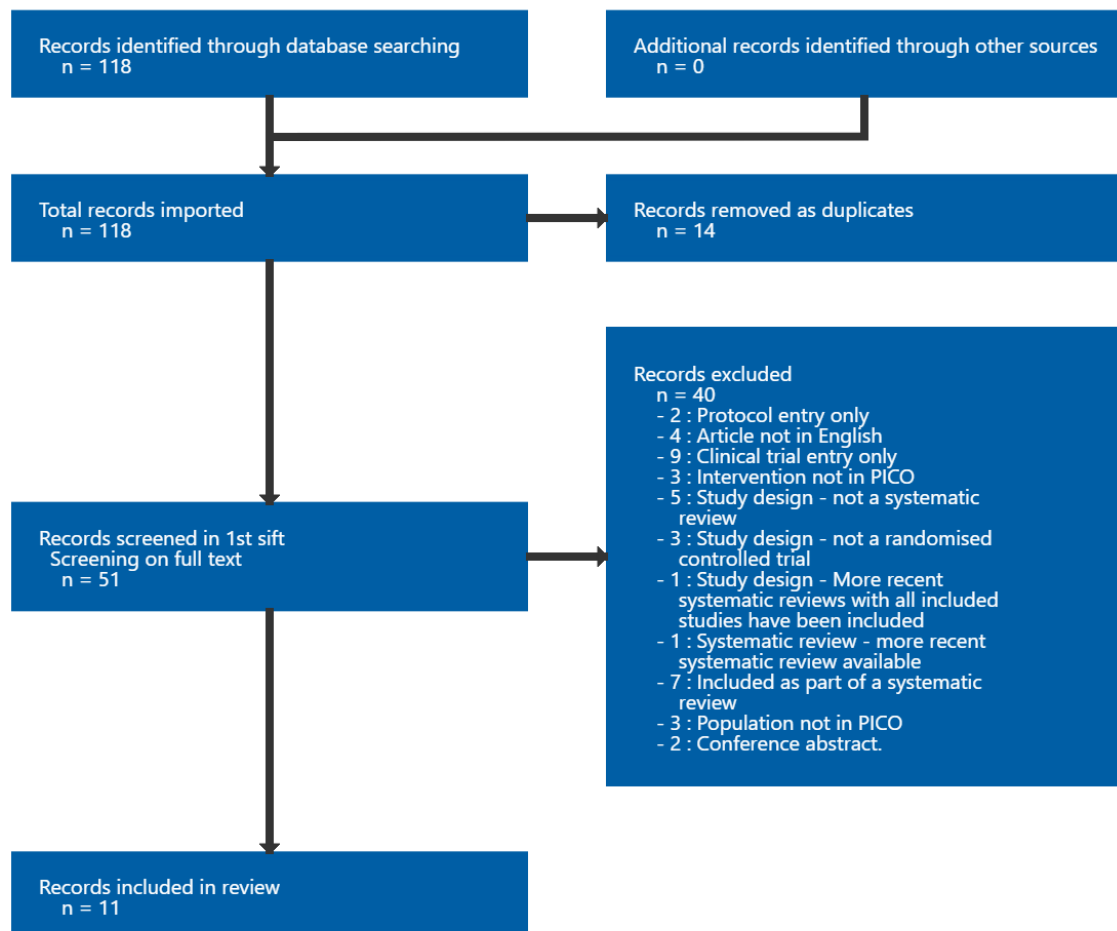 Records identified through database searching
n = 118
Additional records identified through other sources
n = 0
Total records imported
n = 118
Records removed as duplicates
n = 14
Records screened in 1st sift
Screening on full text
n = 51
Records excluded
n = 40
- 2 : Protocol entry only
- 4 : Article not in English
- 9 : Clinical trial entry only
- 3 : Intervention not in PICO
- 5 : Study design - not a systematic
review
- 3 : Study design - not a randomised
controlled trial
- 1 : Study design - More recent
systematic reviews with all included
studies have been included
- 1 : Systematic review - more recent
systematic review available
- 7 : Included as part of a systematic
review
- 3 : Population not in PICO
- 2 : Conference abstract.
Records included in review
n = 11